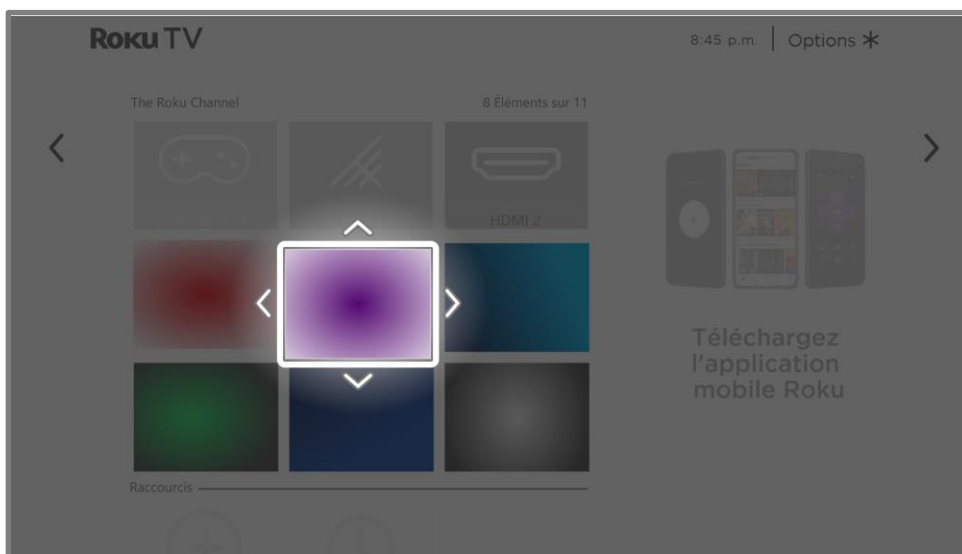 Roku TV
8:45 p.m. | Options
The Roku Channel
8 Éléments sur 11
HDMI 2
Téléchargez
l'application
mobile Roku
Raccourcis